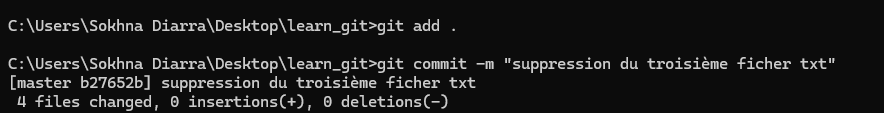 C:\Users\Sokhna Diarra\Desktop\learn_git>git add .
C:\Users\Sokhna Diarra\Desktop\learn_git>git commit -m "suppression du troisième ficher txt"
[master b27652b] suppression du troisième ficher txt
4 files changed, 0 insertions(+), 0 deletions(-)